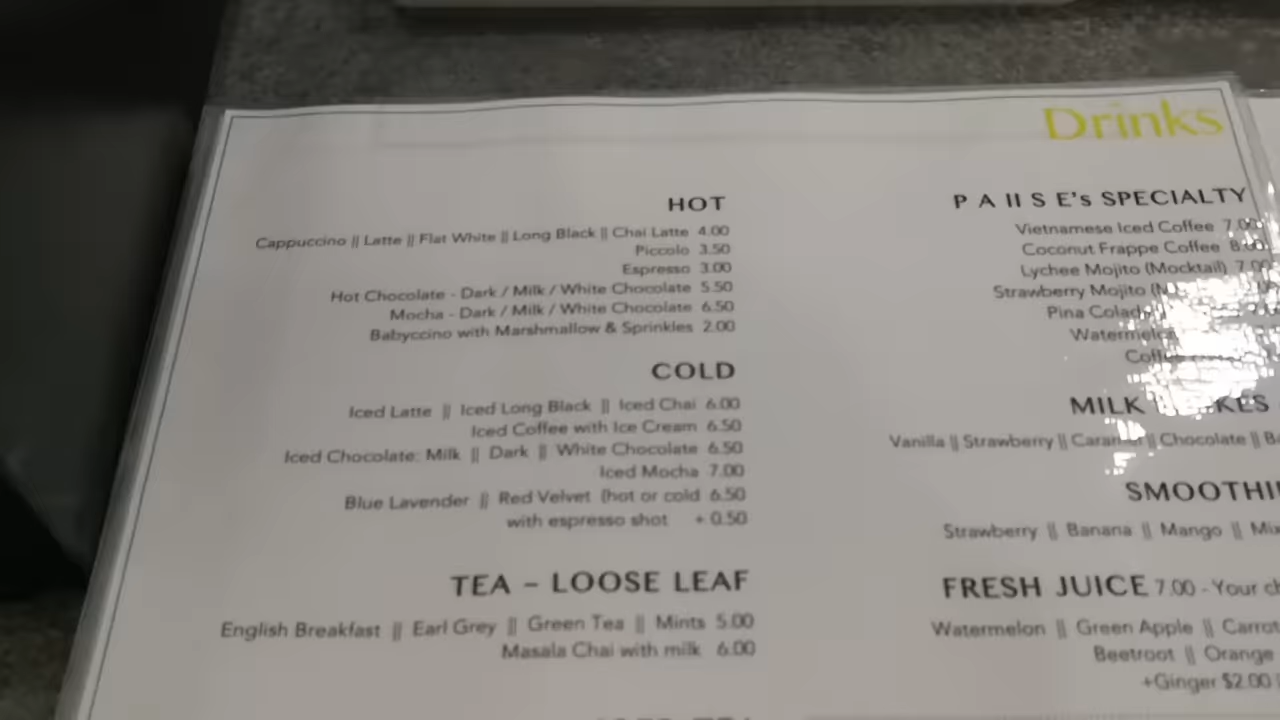 Drinks
HOT
Cappuccino || Latte || Flat White || Long Black || Chai Latte 4.00
Piccolo 3.50
Espresso 3.00
Hot Chocolate - Dark / Milk / White Chocolate 5.50
Mocha - Dark / Milk / White Chocolate 6.50
Babyccino with Marshmallow & Sprinkles 2.00
COLD
Iced Latte || Iced Long Black || Iced Chai 6.00
Iced Coffee with Ice Cream 6.50
Iced Chocolate: Milk || Dark || White Chocolate 6.50
Iced Mocha 7.00
Blue Lavender || Red Velvet (hot or cold 6.50
with espresso shot + 0.50
TEA - LOOSE LEAF
English Breakfast || Earl Grey || Green Tea || Mints 5.00
Masala Chai with milk 6.00
P A II S E's SPECIALTY
Vietnamese Iced Coffee 7.00
Coconut Frappe Coffee 8.00
Lychee Mojito (Mocktail) 7.00
Strawberry Mojito
Pina
MILK
Vanilla || Strawberry || Caramel || Chocolate ||
Strawberry || Banana || Mango ||
FRESH JUICE 7.00 - Your
Watermelon || Green Apple || Carrot
Beetroot || Orange
+Ginger $2.00